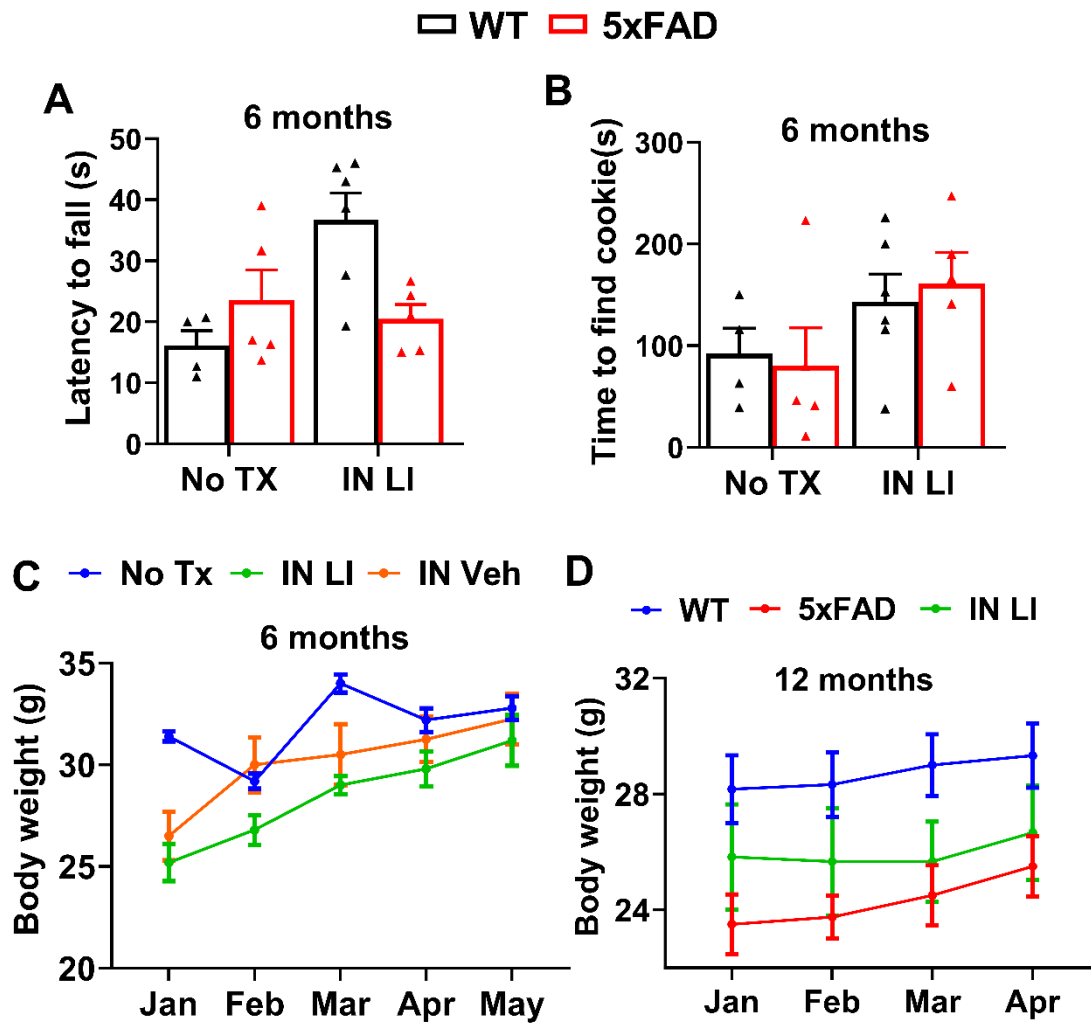 WT 5xFAD
A
6 months
Latency to fall (s)
50
40
30
20
10
0
No TX IN LI
B
6 months
Time to find cookie(s)
300
200
100
0
No TX IN LI
C
No Tx IN LI IN Veh
6 months
Body weight (g)
35
30
25
20
Jan Feb Mar Apr May
D
WT 5xFAD IN LI
12 months
Body weight (g)
32
28
24
Jan Feb Mar Apr